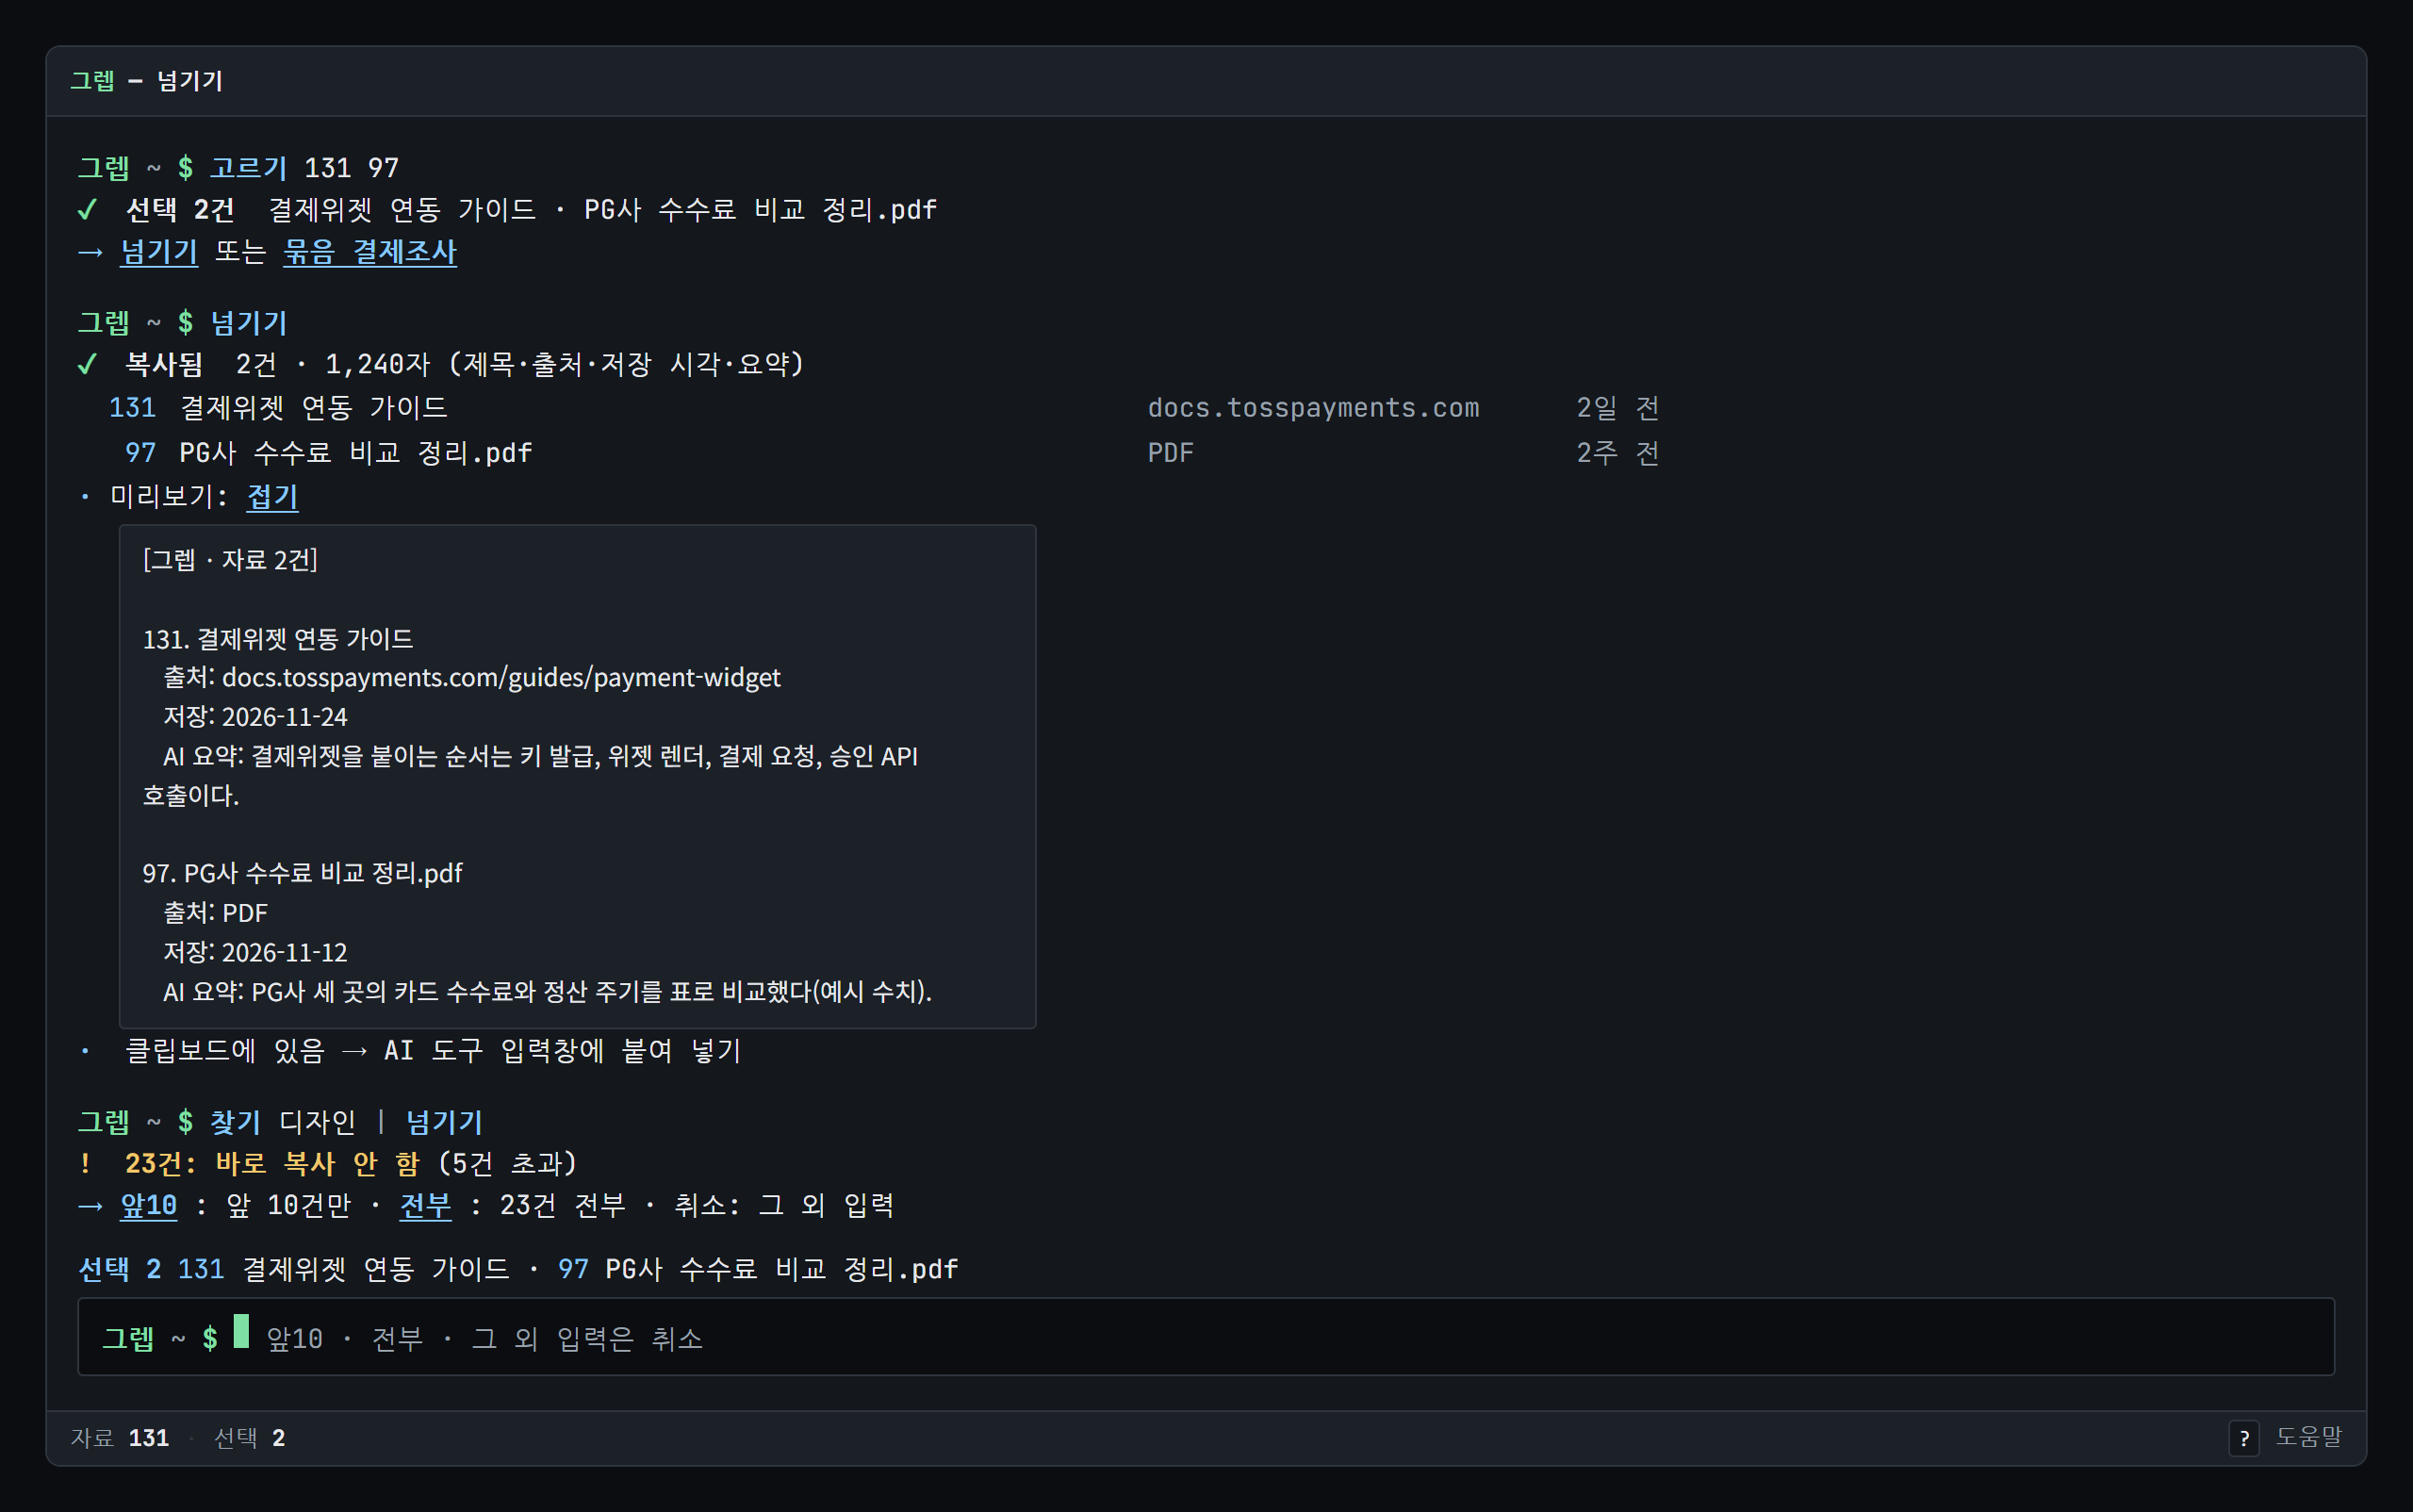 그렙 — 넘기기
그렙 ~ $ 고르기 131 97
✓ 선택 2건 결제위젯 연동 가이드 · PG사 수수료 비교 정리.pdf
→ 넘기기 또는 묶음 결제조사
그렙 ~ $ 넘기기
✓ 복사됨 2건 · 1,240자 (제목·출처·저장 시각·요약)
131 결제위젯 연동 가이드 docs.tosspayments.com 2일 전
97 PG사 수수료 비교 정리.pdf PDF 2주 전
· 미리보기: 접기
[그렙 · 자료 2건]
131. 결제위젯 연동 가이드
출처: docs.tosspayments.com/guides/payment-widget
저장: 2026-11-24
AI 요약: 결제위젯을 붙이는 순서는 키 발급, 위젯 렌더, 결제 요청, 승인 API
호출이다.
97. PG사 수수료 비교 정리.pdf
출처: PDF
저장: 2026-11-12
AI 요약: PG사 세 곳의 카드 수수료와 정산 주기를 표로 비교했다(예시 수치).
· 클립보드에 있음 → AI 도구 입력창에 붙여 넣기
그렙 ~ $ 찾기 디자인 | 넘기기
! 23건: 바로 복사 안 함 (5건 초과)
→ 앞10 : 앞 10건만 · 전부 : 23건 전부 · 취소: 그 외 입력
선택 2 131 결제위젯 연동 가이드 · 97 PG사 수수료 비교 정리.pdf
그렙 ~ $ 앞10 · 전부 · 그 외 입력은 취소
자료 131 · 선택 2 ? 도움말